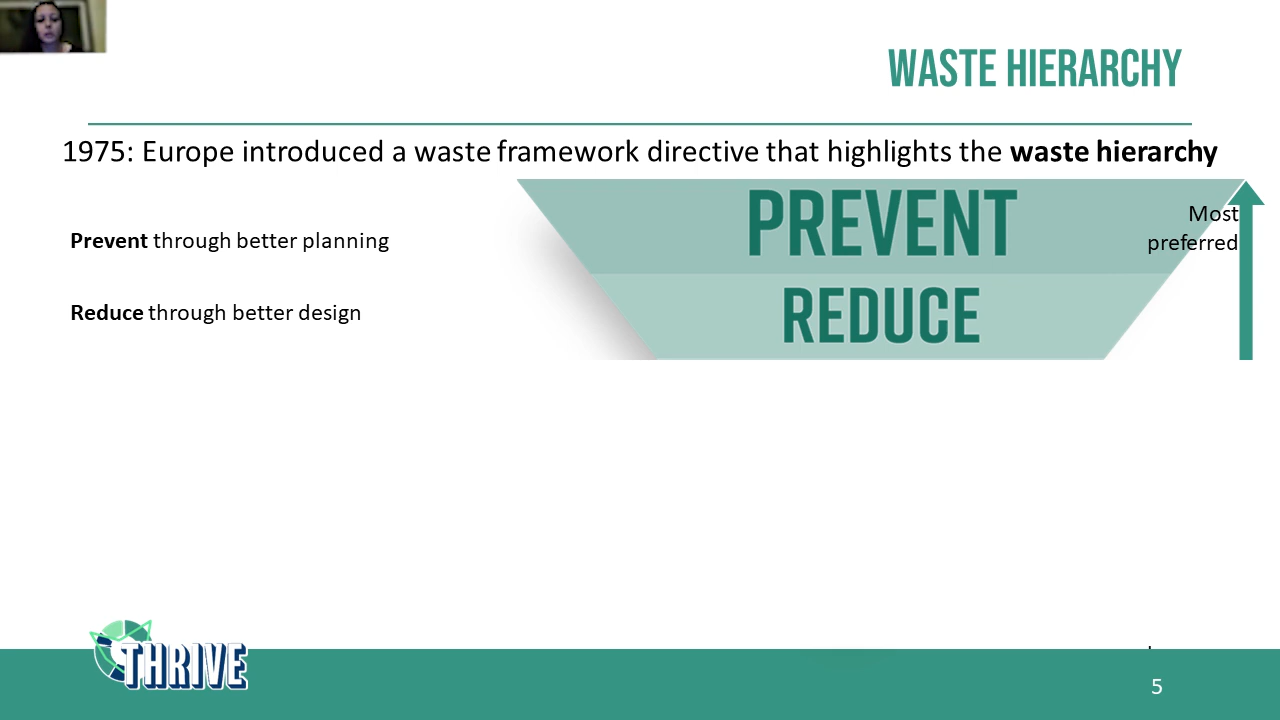 WASTE HIERARCHY
1975: Europe introduced a waste framework directive that highlights the waste hierarchy
PREVENT
Most
preferred
Prevent through better planning
REDUCE
Reduce through better design
THRIVE
5